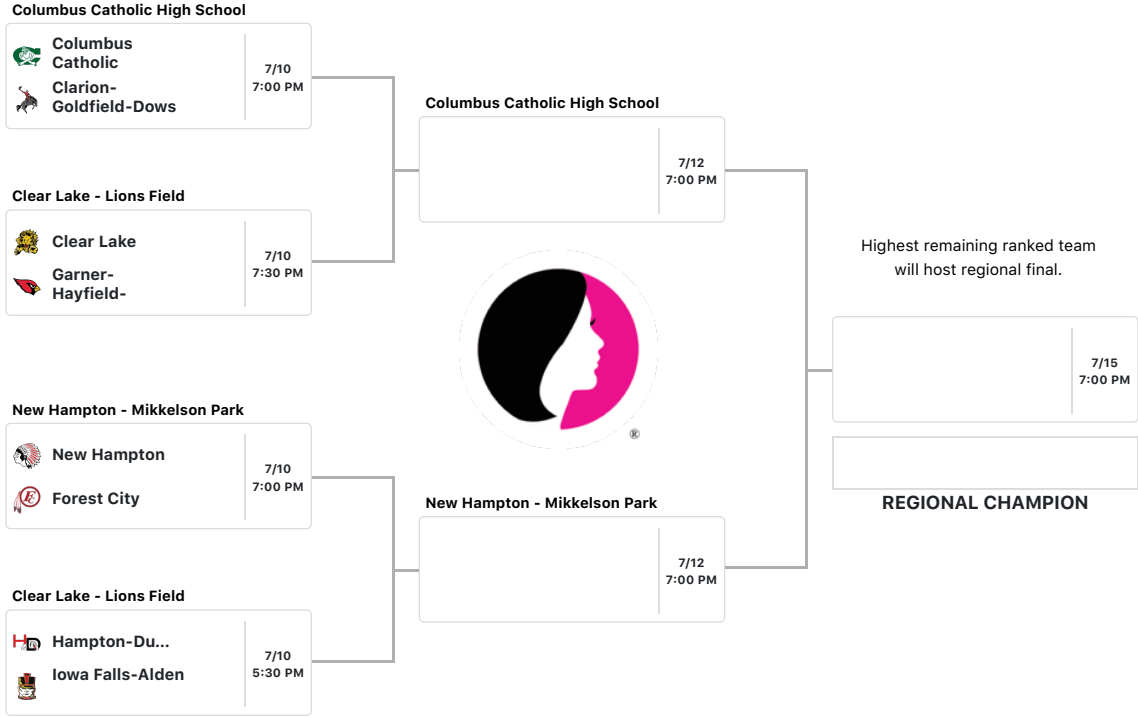 Columbus Catholic High School
Columbus
Catholic
Clarion-
Goldfield-Dows
7/10
7:00 PM
Clear Lake - Lions Field
Clear Lake
Garner-
Hayfield-
7/10
7:30 PM
New Hampton - Mikkelson Park
New Hampton
Forest City
7/10
7:00 PM
Clear Lake - Lions Field
Hampton-Du...
Iowa Falls-Alden
7/10
5:30 PM
Columbus Catholic High School
7/12
7:00 PM
®
New Hampton - Mikkelson Park
7/12
7:00 PM
Highest remaining ranked team
will host regional final.
7/15
7:00 PM
REGIONAL CHAMPION